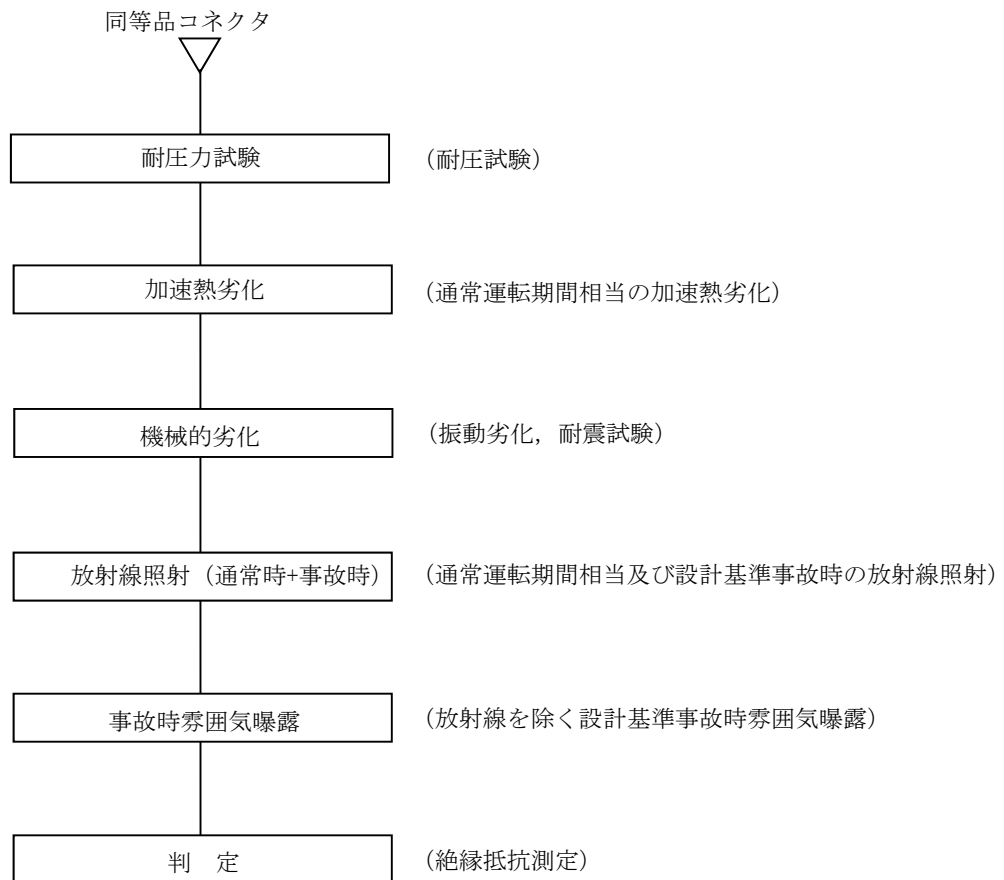 同等品コネクタ
耐圧力試験 （耐圧試験）
加速熱劣化 （通常運転期間相当の加速熱劣化）
機械的劣化 （振動劣化，耐震試験）
放射線照射（通常時+事故時） （通常運転期間相当及び設計基準事故時の放射線照射）
事故時雰囲気曝露 （放射線を除く設計基準事故時雰囲気曝露）
判　定 （絶縁抵抗測定）